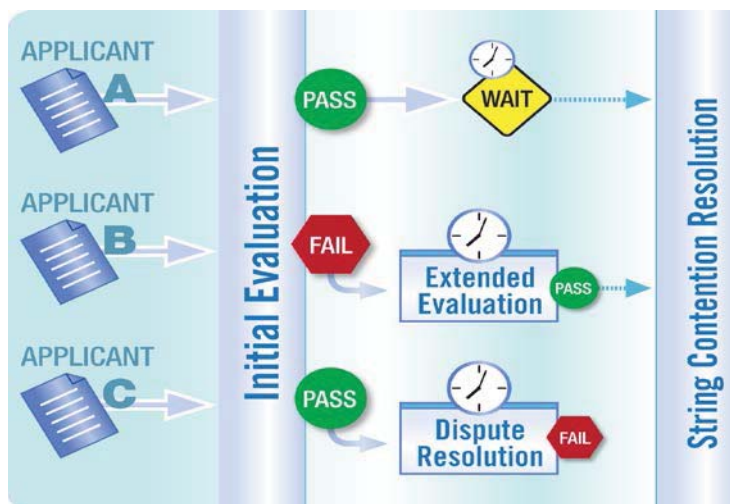 APPLICANT
A
PASS
WAIT
APPLICANT
B
FAIL
Extended
Evaluation
PASS
APPLICANT
C
PASS
Dispute
Resolution
FAIL
Initial Evaluation
String Contention Resolution